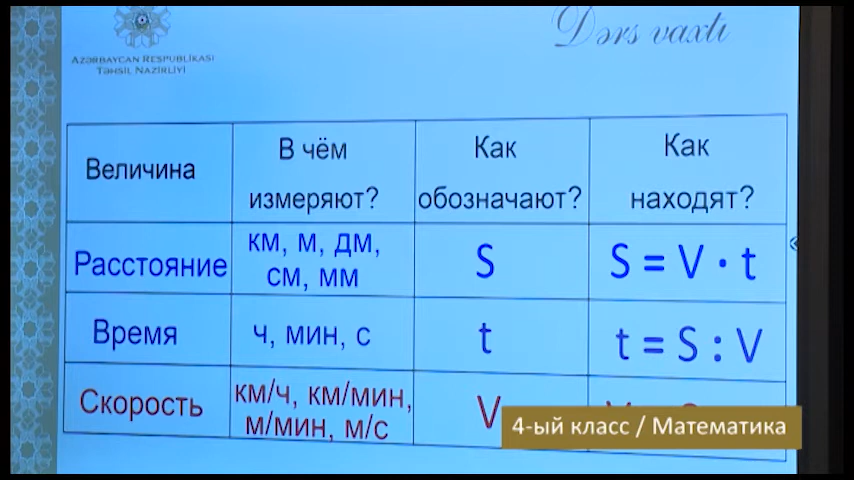 Dərs vaxtı
AZƏRBAYCAN RESPUBLİKASI
TƏHSİL NAZİRLİYİ
Величина
В чём
измеряют?
Как
обозначают?
Как
находят?
Расстояние
км, м, дм,
см, мм
S
S = V · t
Время
ч, мин, с
t
t = S : V
Скорость
км/ч, км/мин,
м/мин, м/с
V
4-ый класс / Математика